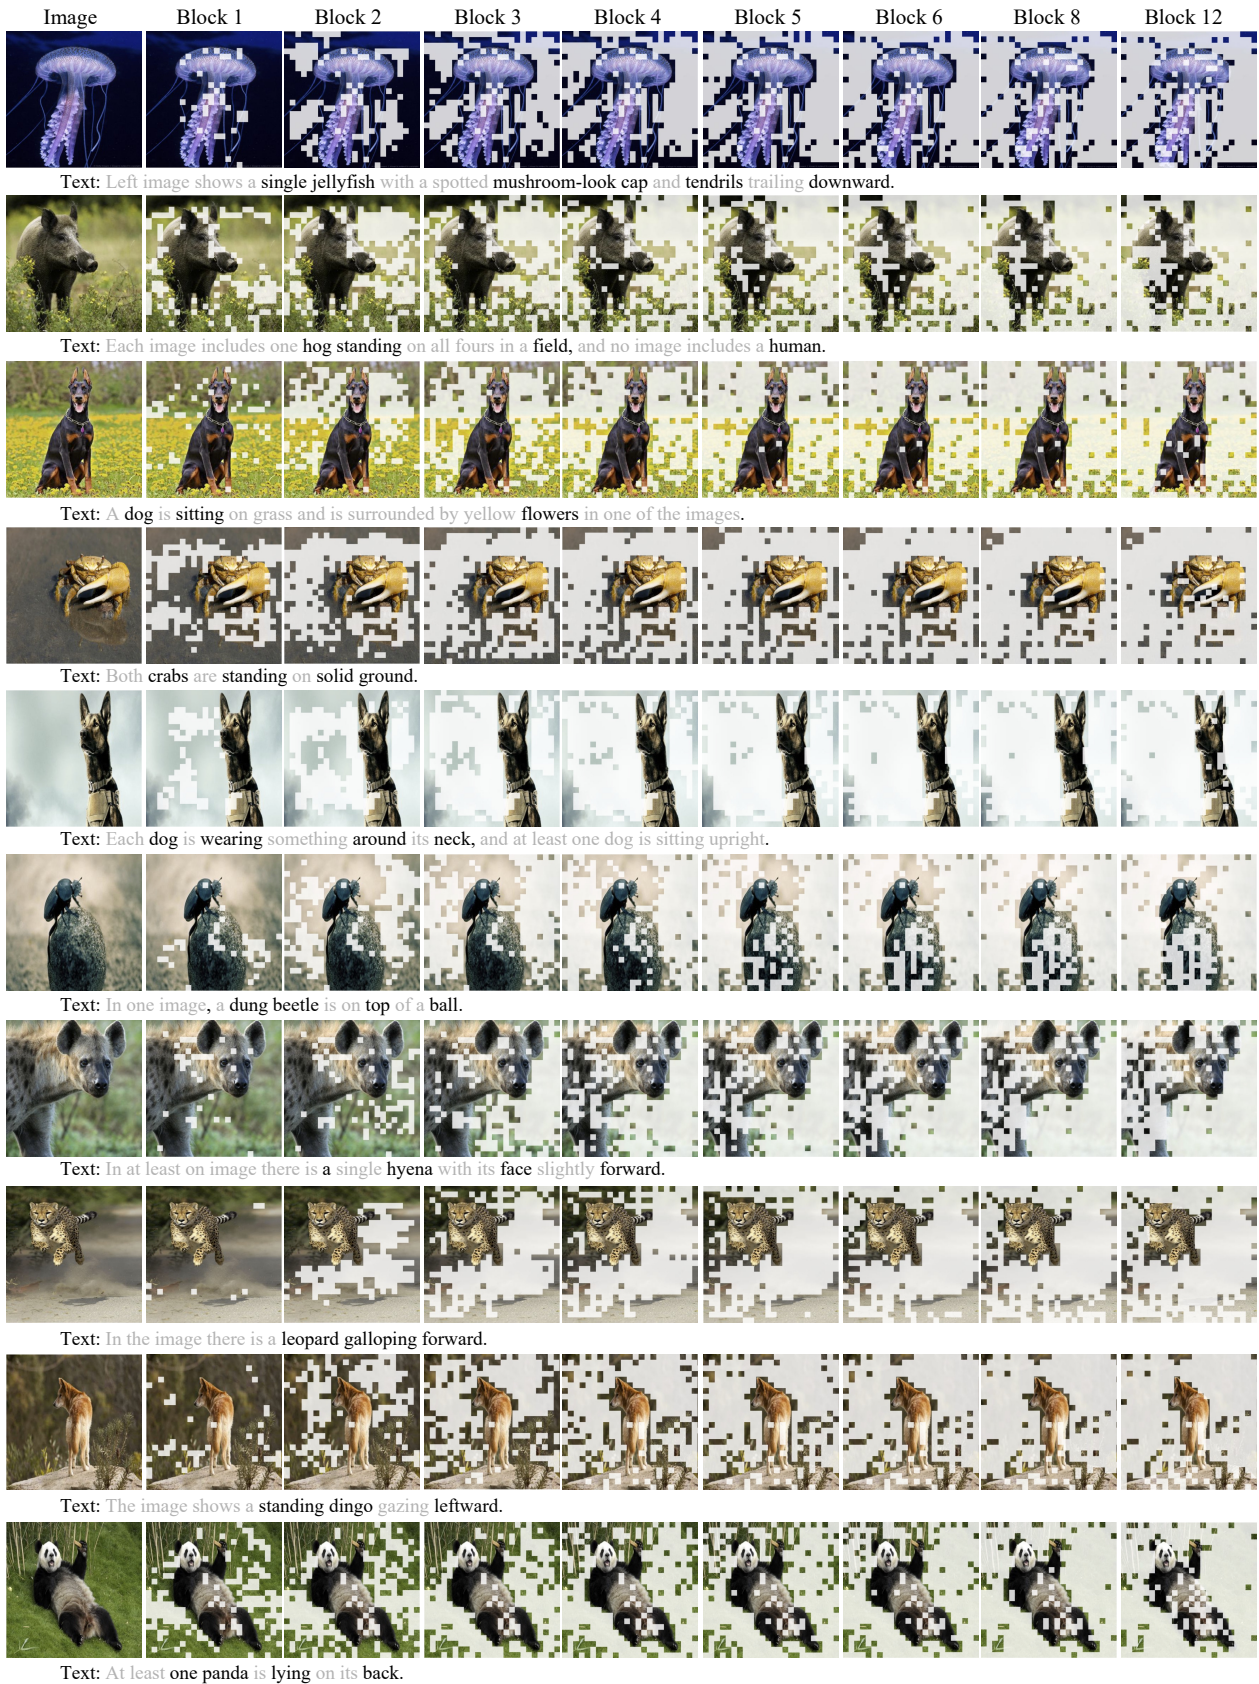 Image Block 1 Block 2 Block 3 Block 4 Block 5 Block 6 Block 8 Block 12
Text: Left image shows a single jellyfish with a spotted mushroom-look cap and tendrils trailing downward.
Text: Each image includes one hog standing on all fours in a field, and no image includes a human.
Text: A dog is sitting on grass and is surrounded by yellow flowers in one of the images.
Text: Both crabs are standing on solid ground.
Text: Each dog is wearing something around its neck, and at least one dog is sitting upright.
Text: In one image, a dung beetle is on top of a ball.
Text: In at least on image there is a single hyena with its face slightly forward.
Text: In the image there is a leopard galloping forward.
Text: The image shows a standing dingo gazing leftward.
Text: At least one panda is lying on its back.